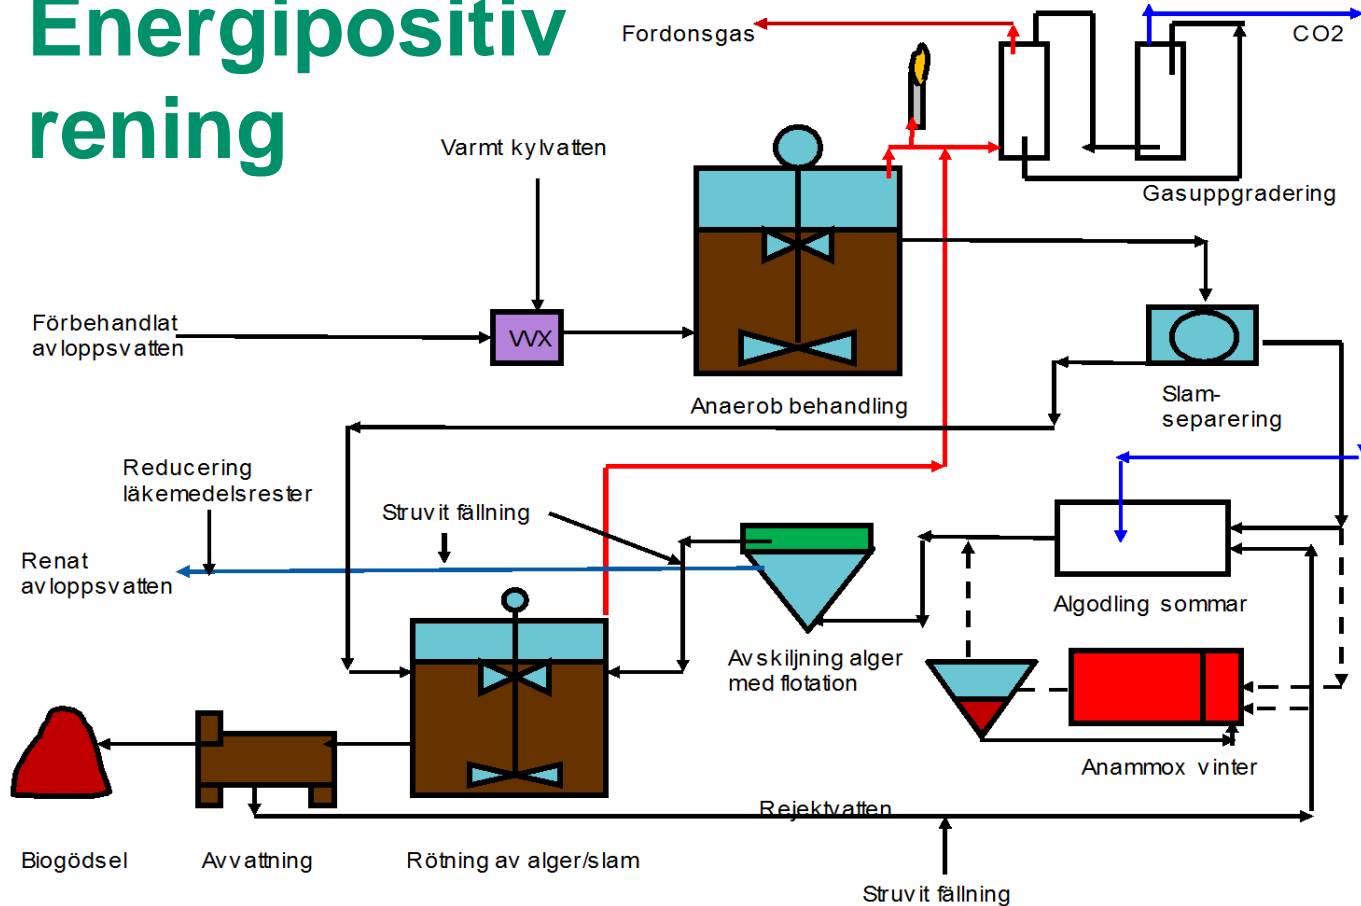 Energipositiv
rening
Fordonsgas
CO2
Varmt kylvatten
Gasuppgradering
Förbehandlat
avloppsvatten
VVX
Anaerob behandling
Slam-
separering
Reducering
läkemedelsrester
Struvit fällning
Renat
avloppsvatten
Algodling sommar
Avskiljning alger
med flotation
Anammox vinter
Rejektvatten
Biogödsel
Avvattning
Rötning av alger/slam
Struvit fällning